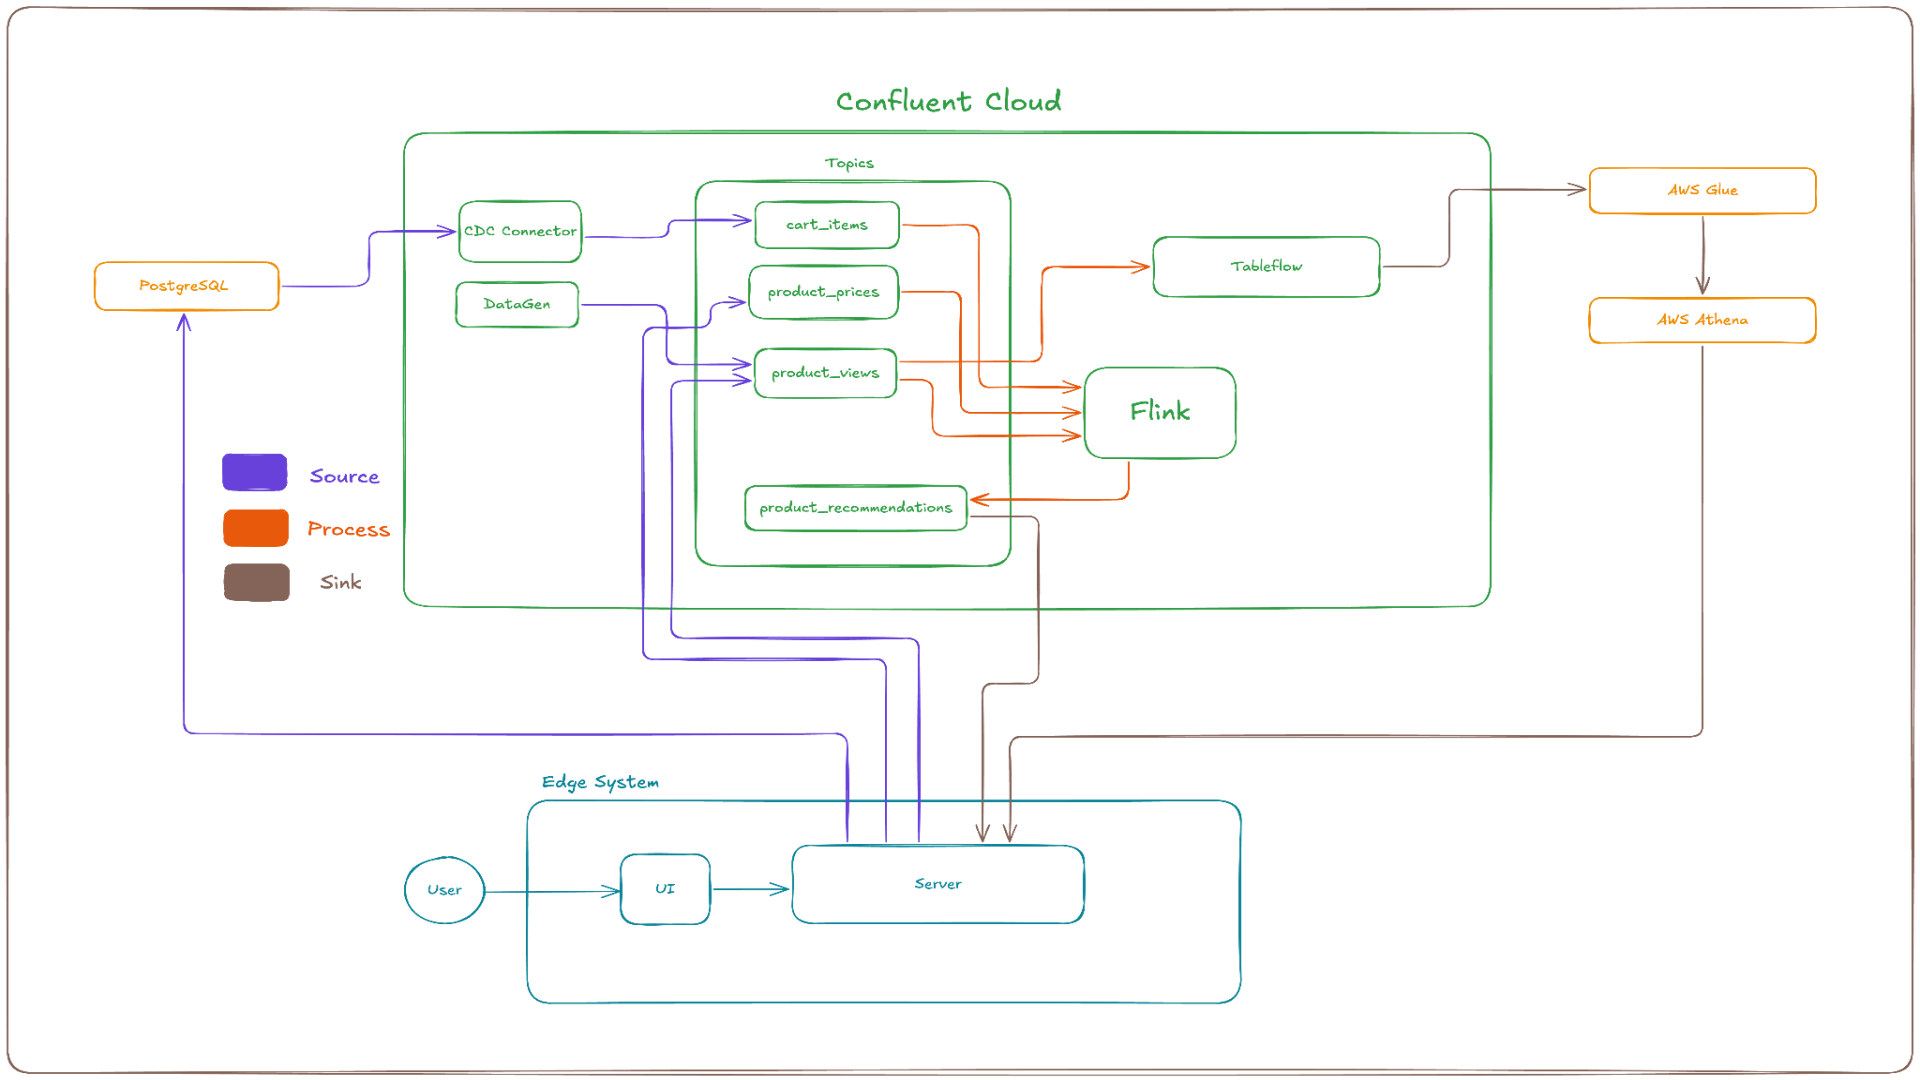 Confluent Cloud
Topics
CDC Connector
cart_items
AWS Glue
PostgreSQL
DataGen
product_prices
Tableflow
AWS Athena
product_views
Flink
Source
Process
Sink
product_recommendations
Edge System
User
UI
Server